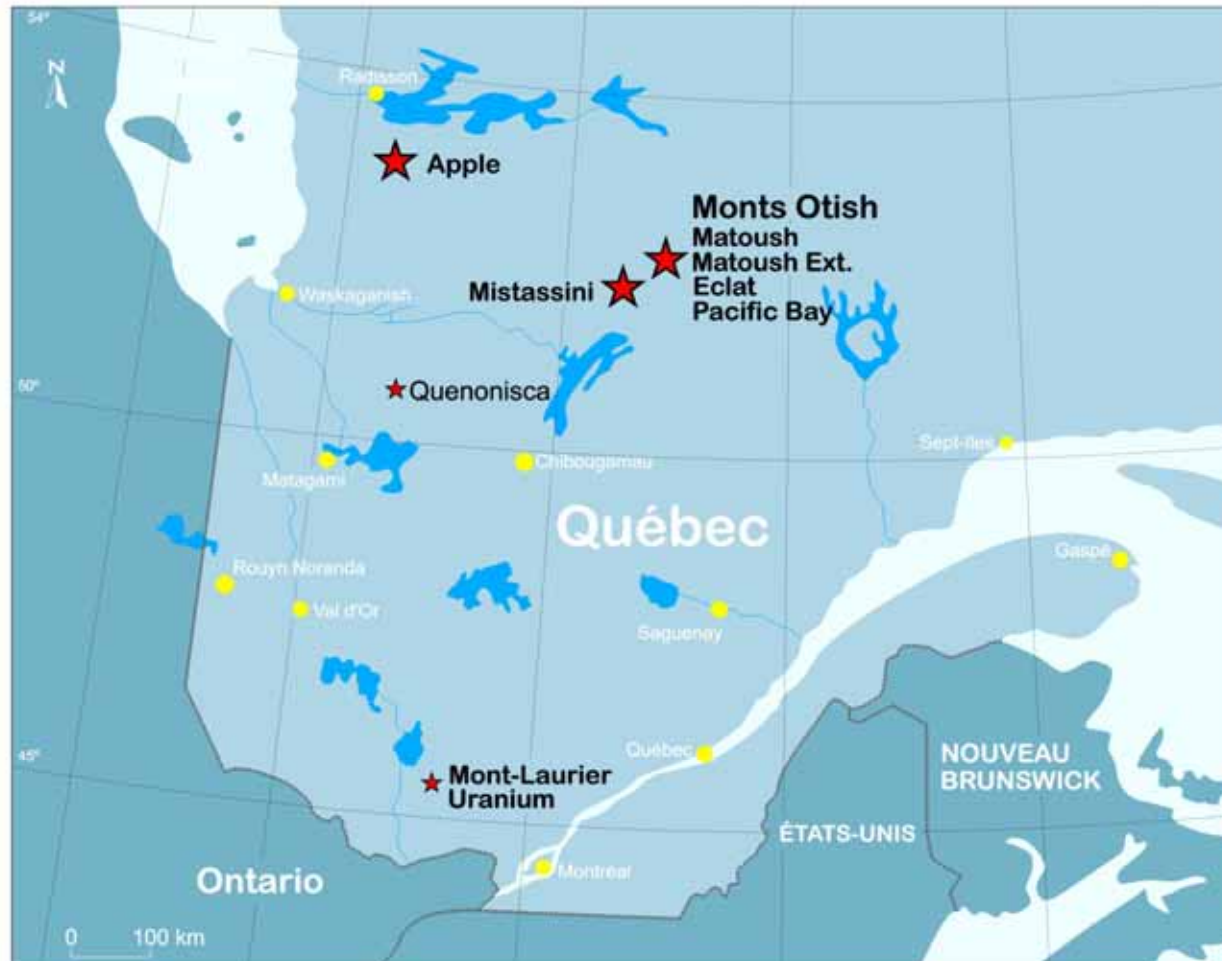 54°
N
Radisson
Apple
Monts Otish
Matoush
Matoush Ext.
Eclat
Pacific Bay
Mistassini
Waskaganish
50°
Quenonisca
Sept-Iles
Matagami
Chibougamau
Québec
Gaspé
Rouyn Noranda
Val d'Or
Saguenay
45°
Québec
Mont-Laurier
Uranium
NOUVEAU
BRUNSWICK
ÉTATS-UNIS
Ontario
Montréal
0 100 km